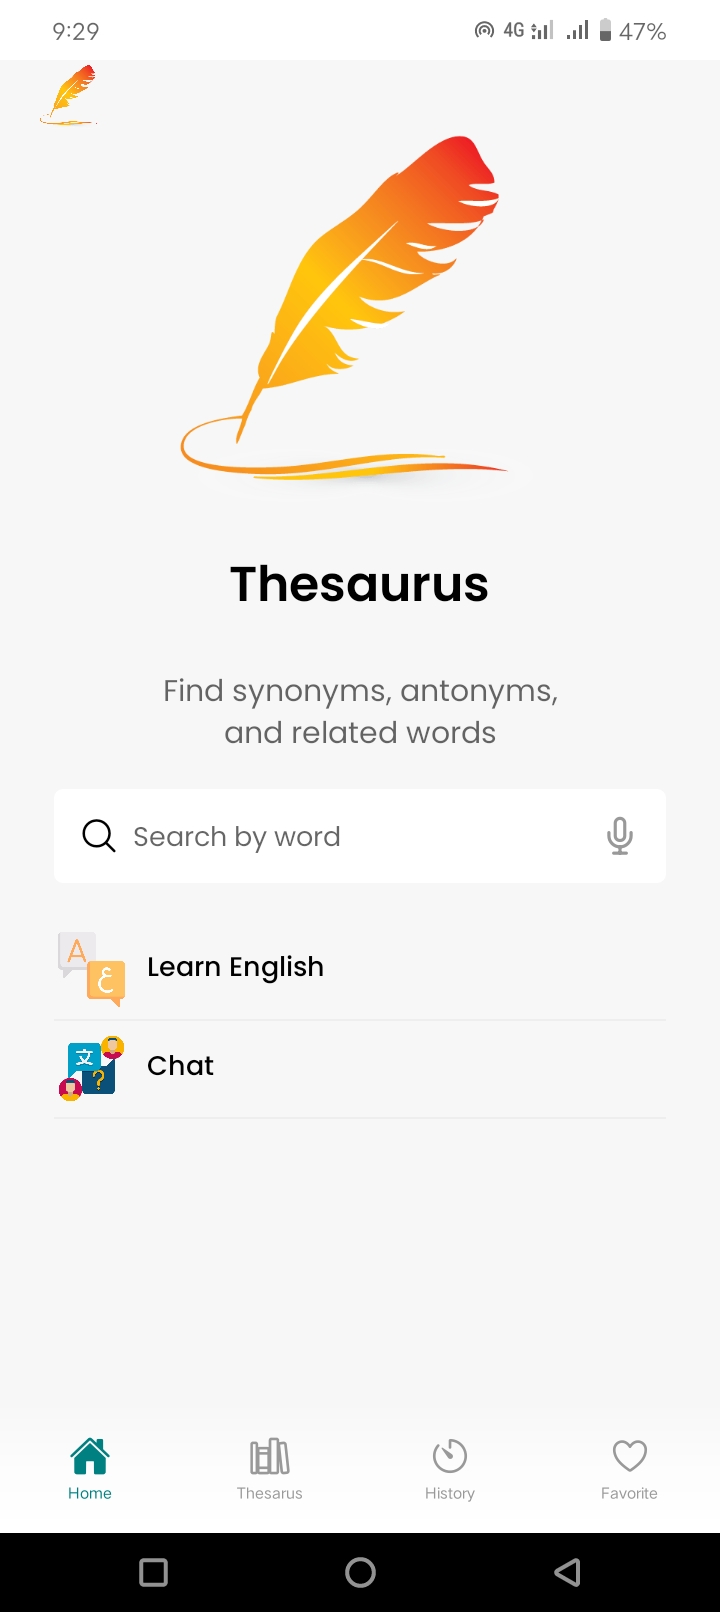 9:29
4G
47%
Thesaurus
Find synonyms, antonyms,
and related words
Search by word
A
ع
Learn English
文
?
Chat
Home
Thesarus
History
Favorite